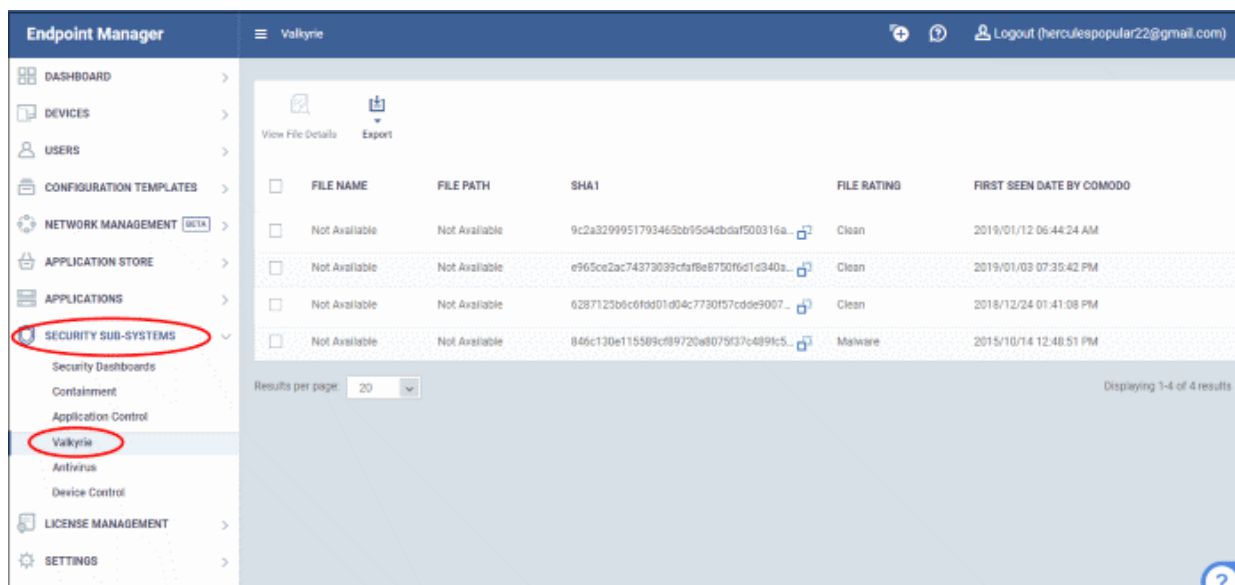 Endpoint Manager
Valkyrie
Logout (herculespopular22@gmail.com)
DASHBOARD
DEVICES
USERS
CONFIGURATION TEMPLATES
NETWORK MANAGEMENT BETA
APPLICATION STORE
APPLICATIONS
SECURITY SUB-SYSTEMS
Security Dashboards
Containment
Application Control
Valkyrie
Antivirus
Device Control
LICENSE MANAGEMENT
SETTINGS
View File Details Export
FILE NAME FILE PATH SHA1 FILE RATING FIRST SEEN DATE BY COMODO
Not Available Not Available 9c2a3299951793465bb95d4dbdaf500316a... Clean 2019/01/12 06:44:24 AM
Not Available Not Available e965ce2ac74373039cfaf8e8750f6d1d340a... Clean 2019/01/03 07:35:42 PM
Not Available Not Available 6287125b6c6fdd01d04c7730f57cdde9007... Clean 2018/12/24 01:41:08 PM
Not Available Not Available 846c130e115589cf89720a8075f37c489fc5... Malware 2015/10/14 12:48:51 PM
Results per page: 20
Displaying 1-4 of 4 results
?